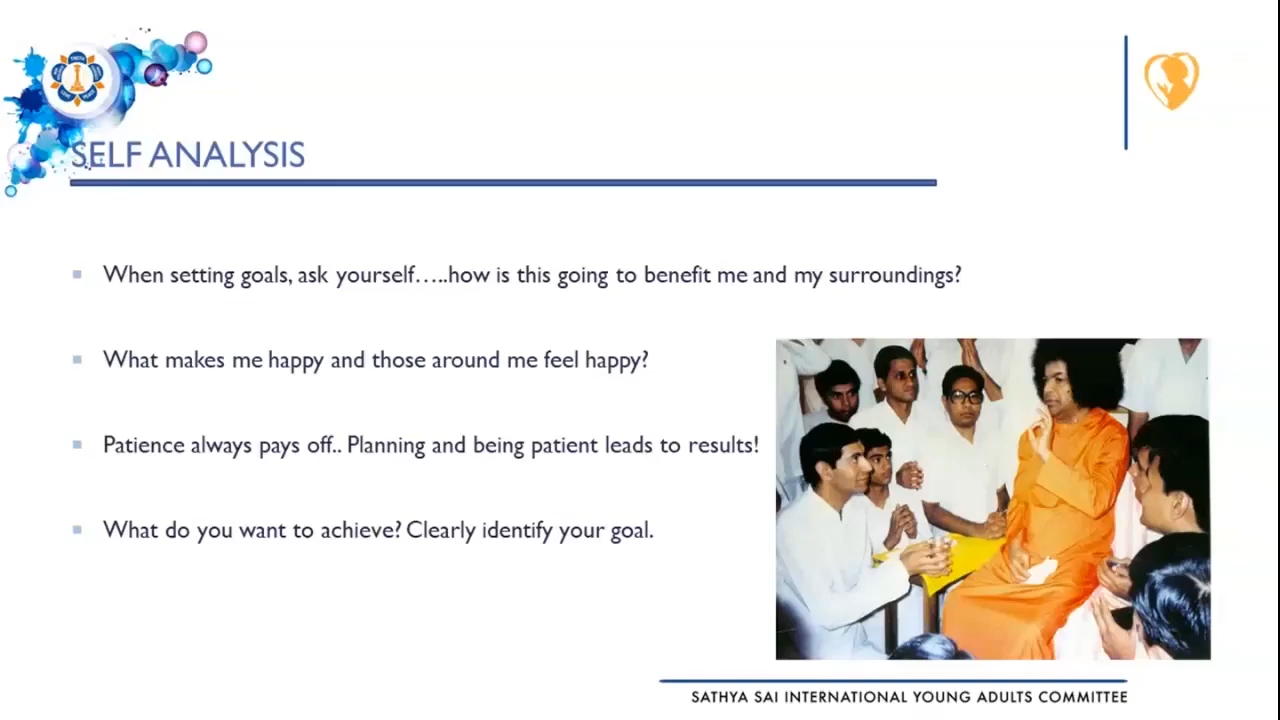 SELF ANALYSIS
When setting goals, ask yourself…..how is this going to benefit me and my surroundings?
What makes me happy and those around me feel happy?
Patience always pays off.. Planning and being patient leads to results!
What do you want to achieve? Clearly identify your goal.
SATHYA SAI INTERNATIONAL YOUNG ADULTS COMMITTEE